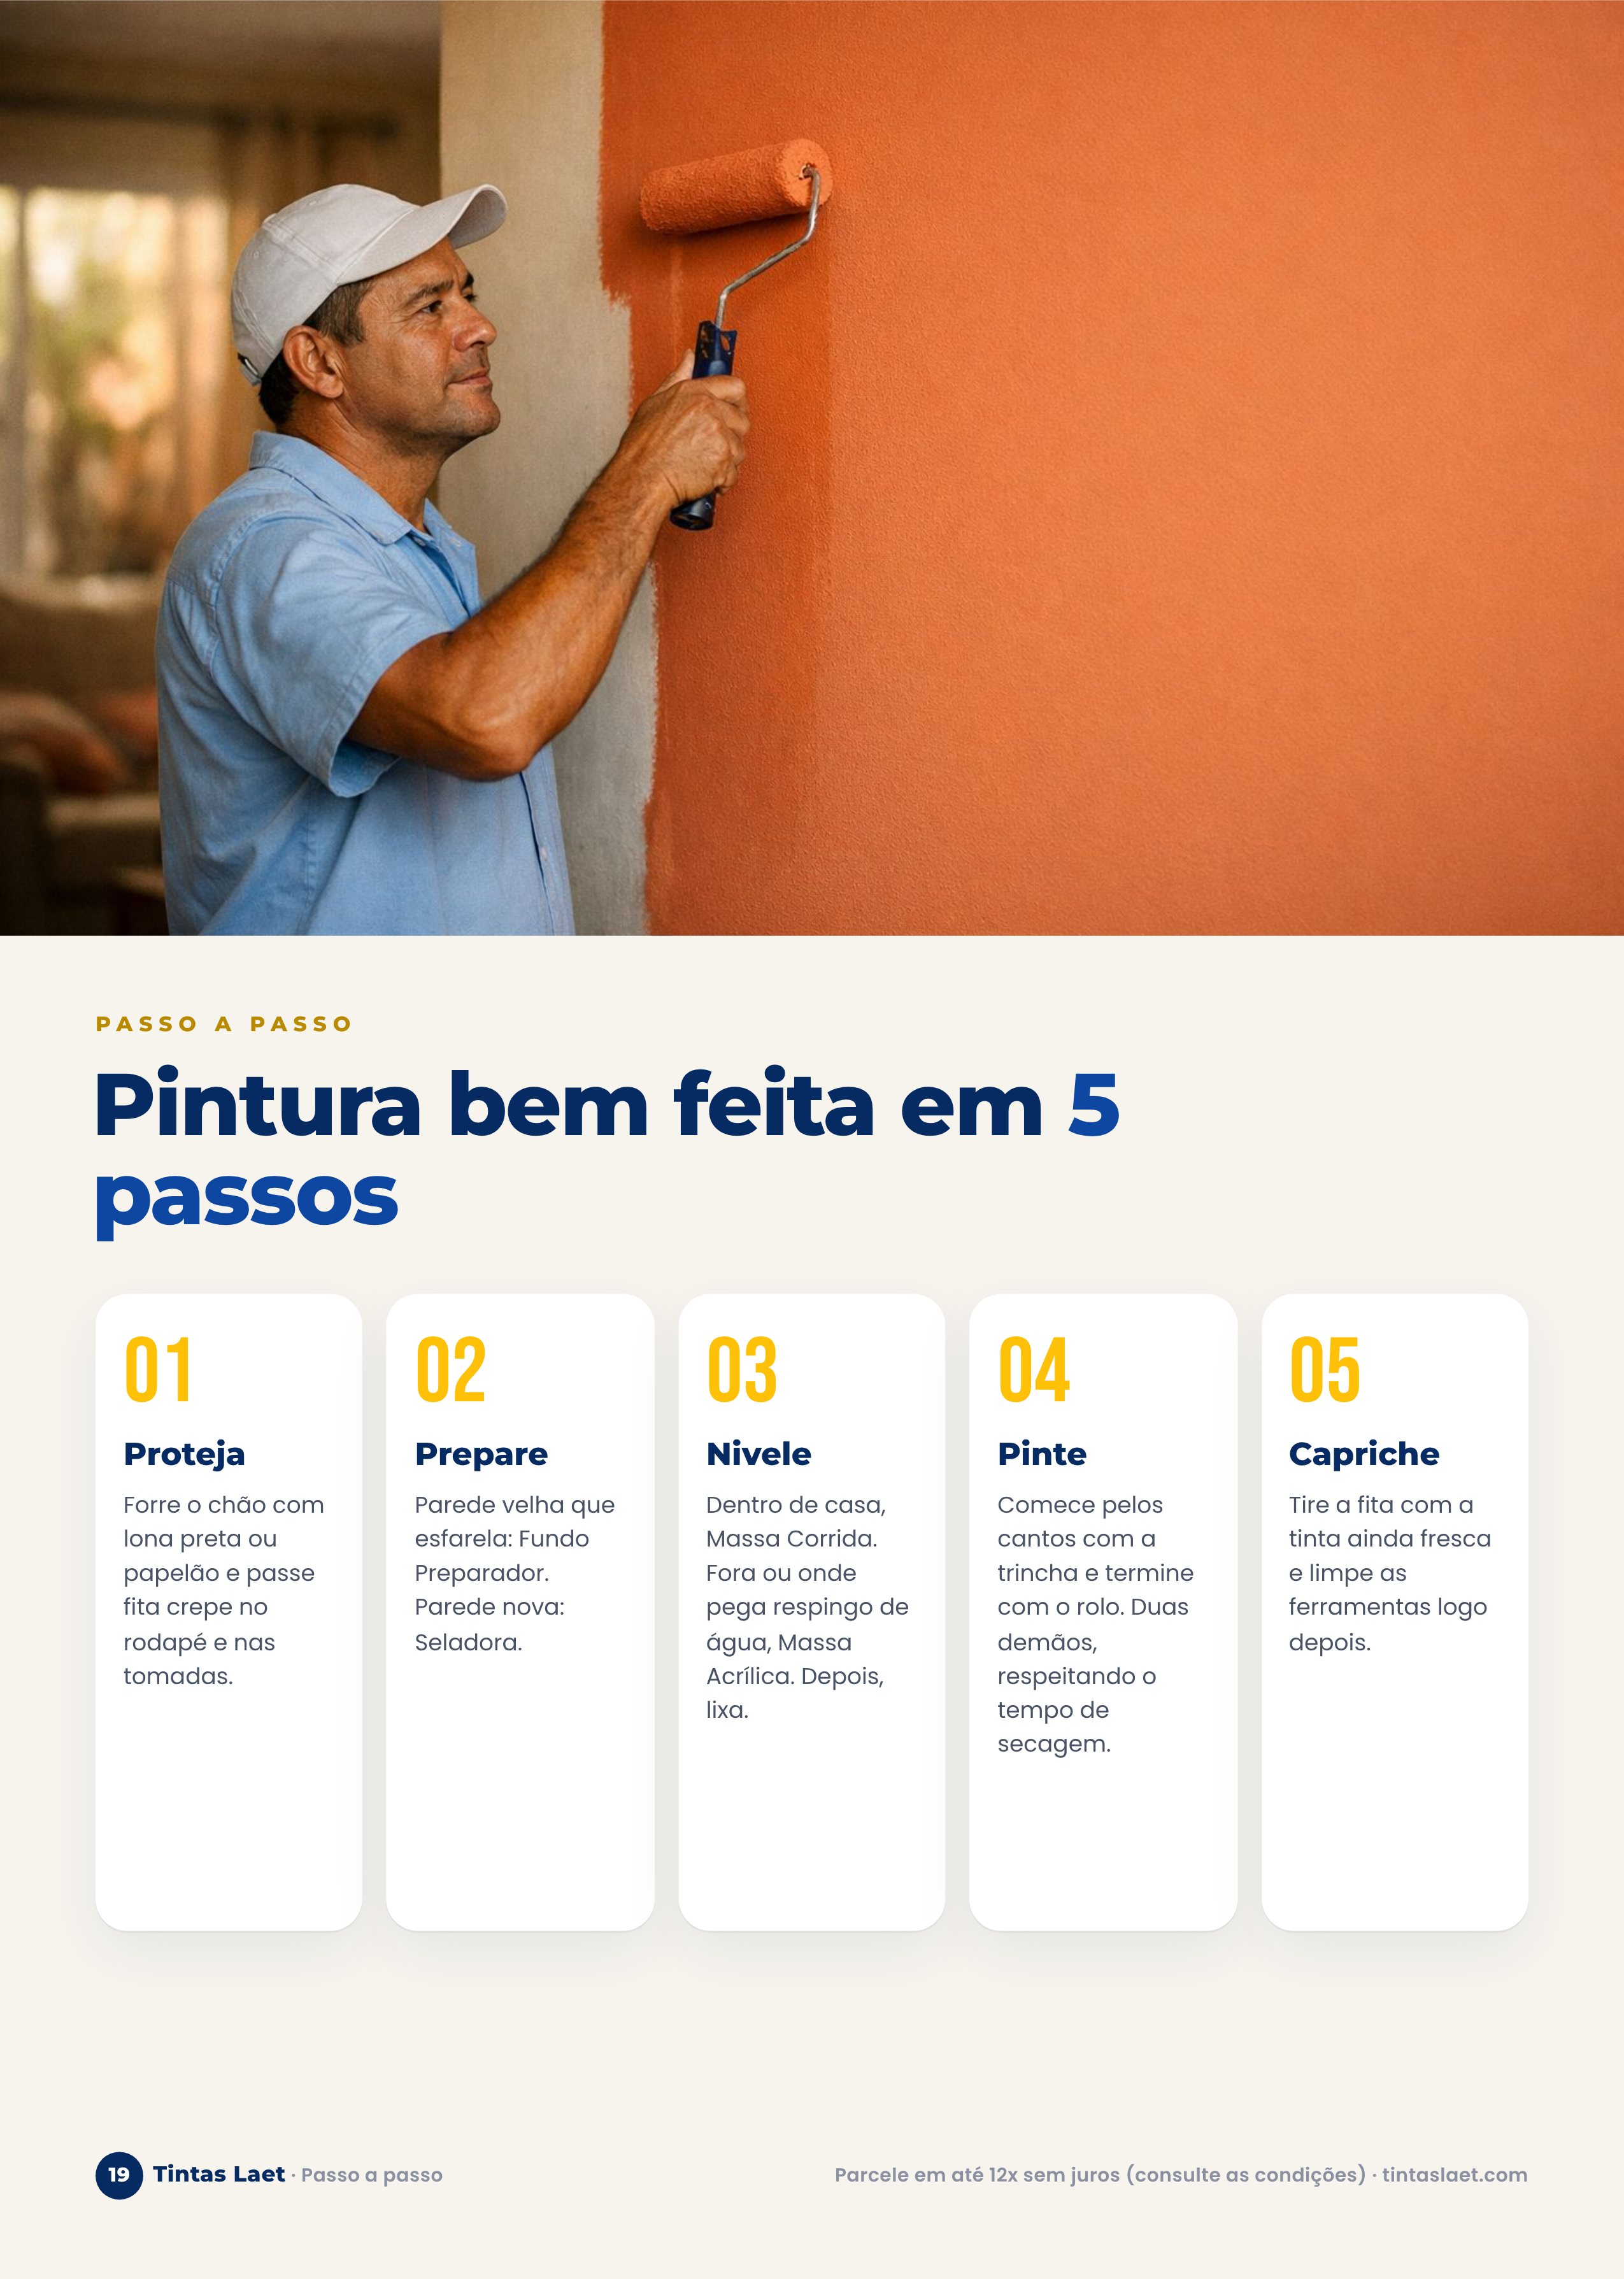 PASSO A PASSO
Pintura bem feita em 5
passos
01
Proteja
Forre o chão com
lona preta ou
papelão e passe
fita crepe no
rodapé e nas
tomadas.
02
Prepare
Parede velha que
esfarela: Fundo
Preparador.
Parede nova:
Seladora.
03
Nivele
Dentro de casa,
Massa Corrida.
Fora ou onde
pega respingo de
água, Massa
Acrílica. Depois,
lixa.
04
Pinte
Comece pelos
cantos com a
trincha e termine
com o rolo. Duas
demãos,
respeitando o
tempo de
secagem.
05
Capriche
Tire a fita com a
tinta ainda fresca
e limpe as
ferramentas logo
depois.
19 Tintas Laet · Passo a passo
Parcele em até 12x sem juros (consulte as condições) · tintaslaet.com